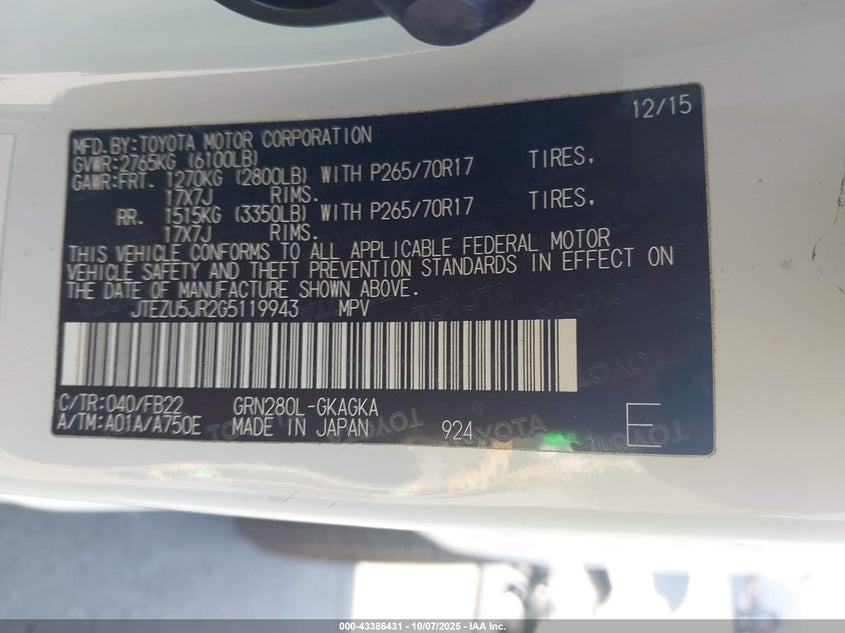 12/15
MFD.BY:TOYOTA MOTOR CORPORATION
GVWR:2765KG (6100LB)
GAWR:FRT. 1270KG (2800LB) WITH P265/70R17 TIRES,
17X7J RIMS.
RR. 1515KG (3350LB) WITH P265/70R17 TIRES,
17X7J RIMS.
THIS VEHICLE CONFORMS TO ALL APPLICABLE FEDERAL MOTOR
VEHICLE SAFETY AND THEFT PREVENTION STANDARDS IN EFFECT ON
THE DATE OF MANUFACTURE SHOWN ABOVE.
JTEZU5JR2G5119943 MPV
C/TR:040/FB22 GRN280L-GKAGKA
A/TM:A01A/A750E MADE IN JAPAN 924 E
TOYOTA
000-43386431 - 10/07/2025 - IAA Inc.